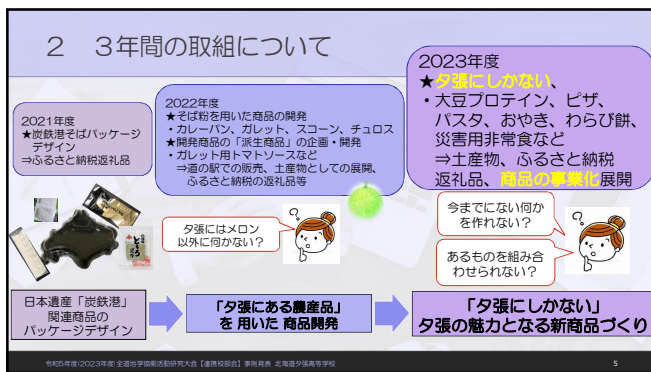 ２　３年間の取組について
2021年度
★炭鉄港そばパッケージ
デザイン
⇒ふるさと納税返礼品
2022年度
★そば粉を用いた商品の開発
・カレーパン、ガレット、スコーン、チュロス
★開発商品の「派生商品」の企画・開発
・ガレット用トマトソースなど
⇒道の駅での販売、土産物としての展開、
ふるさと納税の返礼品等
2023年度
★夕張にしかない、
・大豆プロテイン、ピザ、
パスタ、おやき、わらび餅、
災害用非常食など
⇒土産物、ふるさと納税
返礼品、商品の事業化展開
夕張にはメロン
以外に何かない？
今までにない何か
を作れない？
あるものを組み合
わせられない？
日本遺産「炭鉄港」
関連商品の
パッケージデザイン
「夕張にある農産品」
を 用いた 商品開発
「夕張にしかない」
夕張の魅力となる新商品づくり
令和5年度(2023年度)全道地学協働活動研究大会【連携校部会】事例発表 北海道夕張高等学校
5